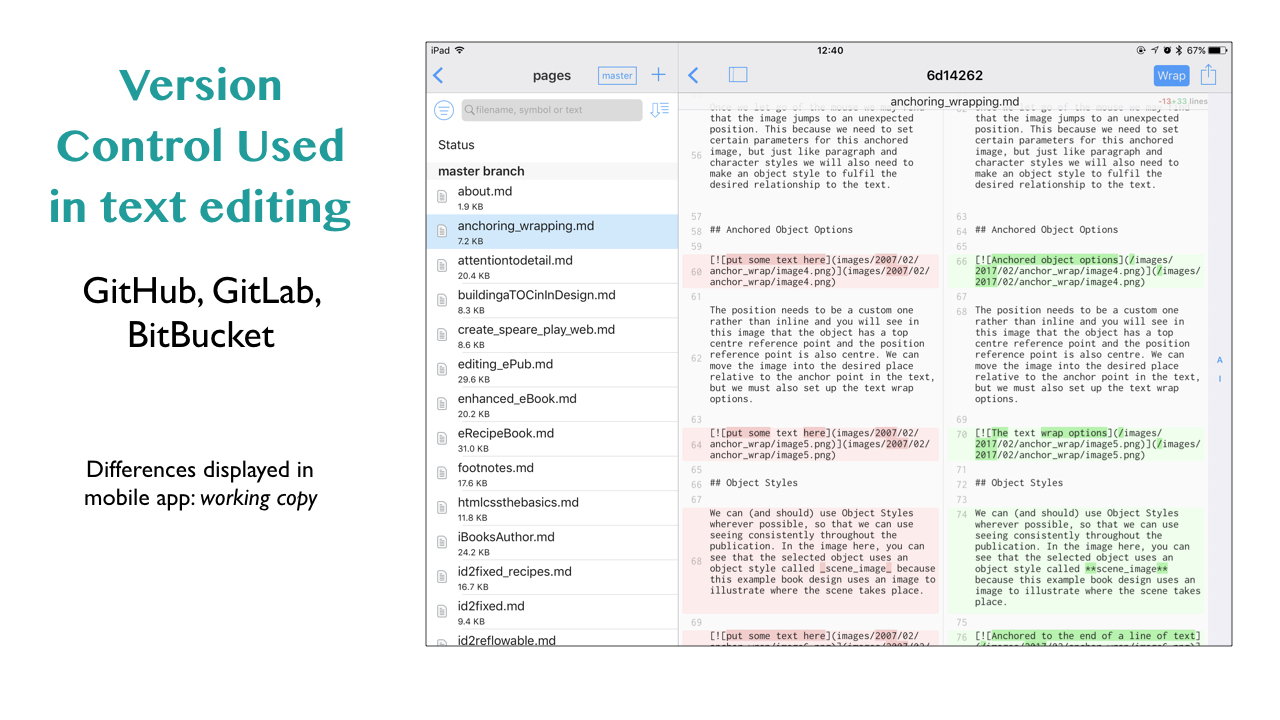 Version
Control Used
in text editing
GitHub, GitLab,
BitBucket
Differences displayed in
mobile app: working copy
iPad
12:40
67%
pages
master
6d14262
Wrap
filename, symbol or text
Status
master branch
about.md
1.9 KB
anchoring_wrapping.md
7.2 KB
attentiontodetail.md
20.4 KB
buildingaTOCinInDesign.md
8.3 KB
create_speare_play_web.md
8.6 KB
editing_ePub.md
29.6 KB
enhanced_eBook.md
20.2 KB
eRecipeBook.md
31.0 KB
footnotes.md
17.6 KB
htmlcssthebasics.md
11.8 KB
iBooksAuthor.md
24.2 KB
id2fixed_recipes.md
16.7 KB
id2fixed.md
9.4 KB
id2reflowable.md
anchoring_wrapping.md
-13+33 lines
that the image jumps to an unexpected
position. This because we need to set
certain parameters for this anchored
56 image, but just like paragraph and
character styles we will also need to
make an object style to fulfil the
desired relationship to the text.
57
58 ## Anchored Object Options
59
[![put some text here](images/2007/02/
60 anchor_wrap/image4.png)](images/2007/02/
anchor_wrap/image4.png)
61
The position needs to be a custom one
rather than inline and you will see in
this image that the object has a top
centre reference point and the position
62 reference point is also centre. We can
move the image into the desired place
relative to the anchor point in the text,
but we must also set up the text wrap
options.
63
[![put some text here](images/2007/02/
64 anchor_wrap/image5.png)](images/2007/02/
anchor_wrap/image5.png)
65
66 ## Object Styles
67
We can (and should) use Object Styles
wherever possible, so that we can use
seeing consistently throughout the
publication. In the image here, you can
68 see that the selected object uses an
object style called _scene_image_ because
this example book design uses an image to
illustrate where the scene takes place.
69
[![put some text here](images/2007/02/
that the image jumps to an unexpected
position. This because we need to set
certain parameters for this anchored
image, but just like paragraph and
character styles we will also need to
make an object style to fulfil the
desired relationship to the text.
63
64 ## Anchored Object Options
65
66 [![Anchored object options](/images/
2017/02/anchor_wrap/image4.png)](/images/
2017/02/anchor_wrap/image4.png)
67
68 The position needs to be a custom one
rather than inline and you will see in
this image that the object has a top
centre reference point and the position
reference point is also centre. We can
move the image into the desired place
relative to the anchor point in the text,
but we must also set up the text wrap
options.
69
70 [![The text wrap options](/images/
2017/02/anchor_wrap/image5.png)](/images/
2017/02/anchor_wrap/image5.png)
71
72 ## Object Styles
73
74 We can (and should) use Object Styles
wherever possible, so that we can use
seeing consistently throughout the
publication. In the image here, you can
see that the selected object uses an
object style called **scene_image**
because this example book design uses an
image to illustrate where the scene takes
place.
75
76 [![Anchored to the end of a line of text]
A
I